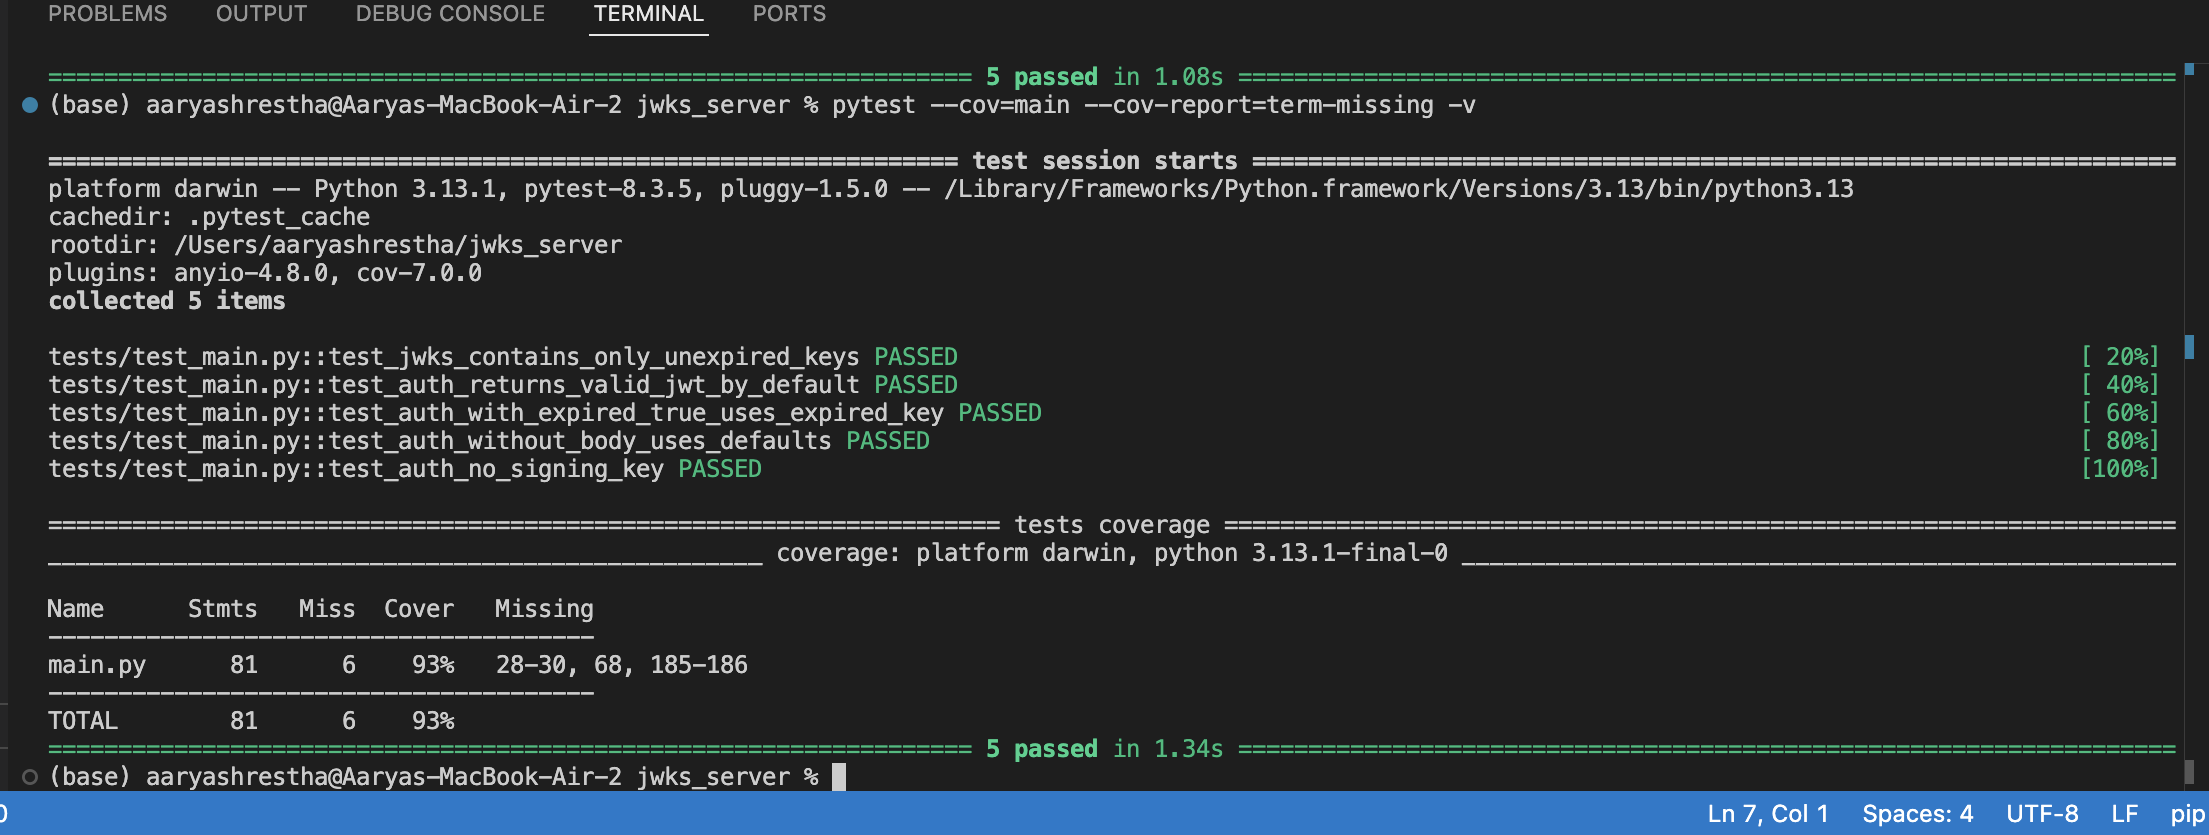 PROBLEMS OUTPUT DEBUG CONSOLE TERMINAL PORTS
================================================================== 5 passed in 1.08s ===================================================================
(base) aaryashrestha@Aaryas-MacBook-Air-2 jwks_server % pytest --cov=main --cov-report=term-missing -v
================================================================= test session starts ==================================================================
platform darwin -- Python 3.13.1, pytest-8.3.5, pluggy-1.5.0 -- /Library/Frameworks/Python.framework/Versions/3.13/bin/python3.13
cachedir: .pytest_cache
rootdir: /Users/aaryashrestha/jwks_server
plugins: anyio-4.8.0, cov-7.0.0
collected 5 items
tests/test_main.py::test_jwks_contains_only_unexpired_keys PASSED [ 20%]
tests/test_main.py::test_auth_returns_valid_jwt_by_default PASSED [ 40%]
tests/test_main.py::test_auth_with_expired_true_uses_expired_key PASSED [ 60%]
tests/test_main.py::test_auth_without_body_uses_defaults PASSED [ 80%]
tests/test_main.py::test_auth_no_signing_key PASSED [100%]
==================================================================== tests coverage ====================================================================
___________________________________________________ coverage: platform darwin, python 3.13.1-final-0 ___________________________________________________
Name Stmts Miss Cover Missing
---------------------------------------
main.py 81 6 93% 28-30, 68, 185-186
---------------------------------------
TOTAL 81 6 93%
================================================================== 5 passed in 1.34s ===================================================================
(base) aaryashrestha@Aaryas-MacBook-Air-2 jwks_server %
0 Ln 7, Col 1 Spaces: 4 UTF-8 LF pip